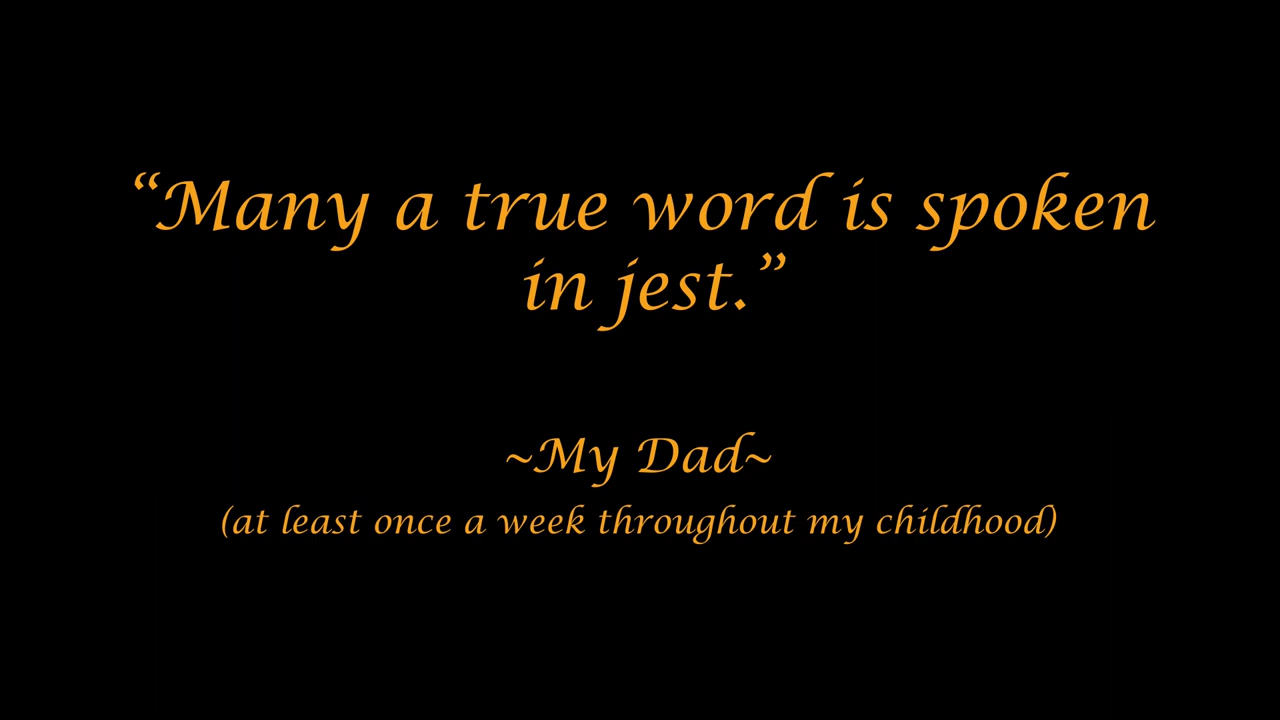 “Many a true word is spoken
in jest.”
~My Dad~
(at least once a week throughout my childhood)